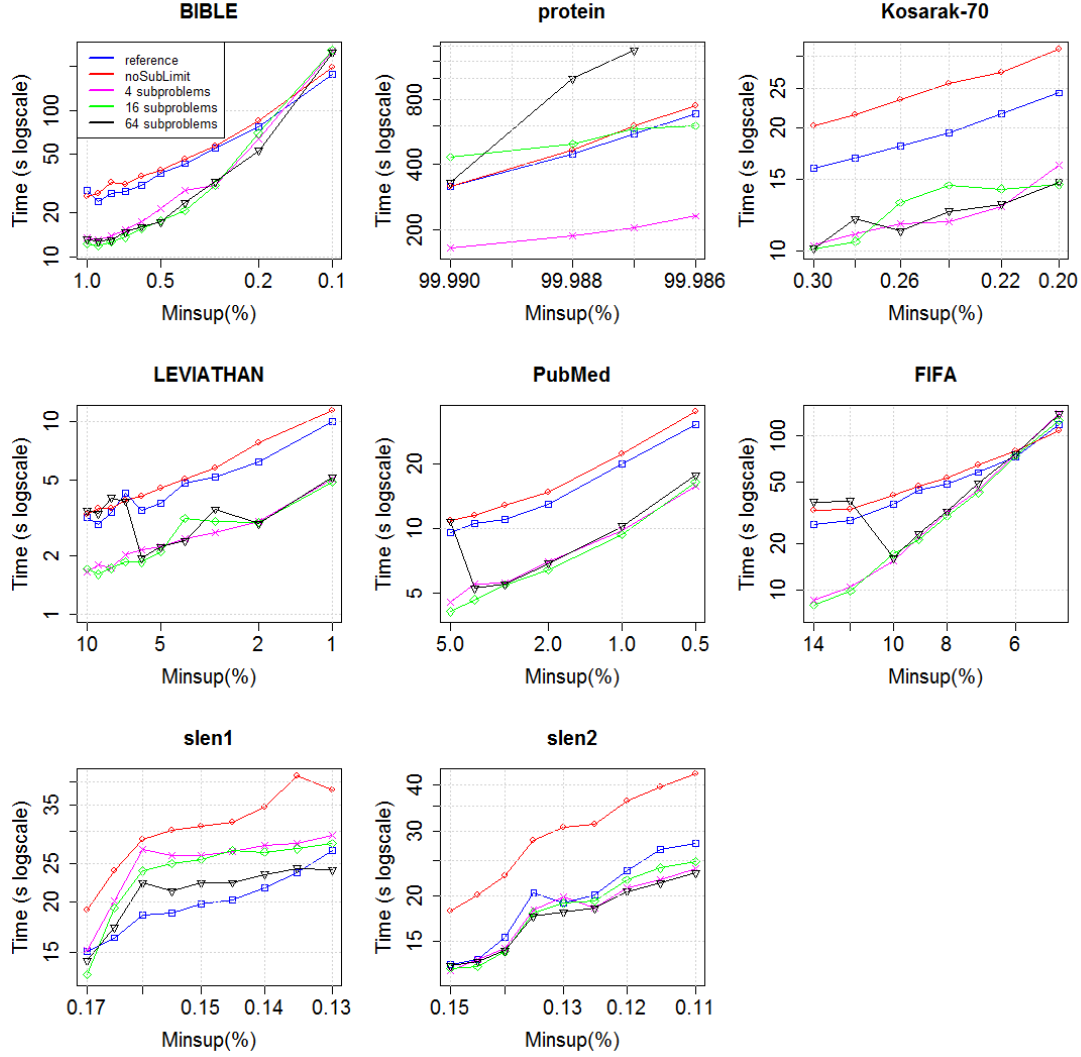 BIBLE
Time (s logscale)
100
50
20
10
reference
noSubLimit
4 subproblems
16 subproblems
64 subproblems
1.0 0.5 0.2 0.1
Minsup(%)
protein
Time (s logscale)
800
400
200
99.990 99.988 99.986
Minsup(%)
Kosarak-70
Time (s logscale)
25
20
15
10
0.30 0.26 0.22 0.20
Minsup(%)
LEVIATHAN
Time (s logscale)
10
5
2
1
10 5 2 1
Minsup(%)
PubMed
Time (s logscale)
20
10
5
5.0 2.0 1.0 0.5
Minsup(%)
FIFA
Time (s logscale)
100
50
20
10
14 10 8 6
Minsup(%)
slen1
Time (s logscale)
35
25
20
15
0.17 0.15 0.14 0.13
Minsup(%)
slen2
Time (s logscale)
40
30
20
15
0.15 0.13 0.12 0.11
Minsup(%)